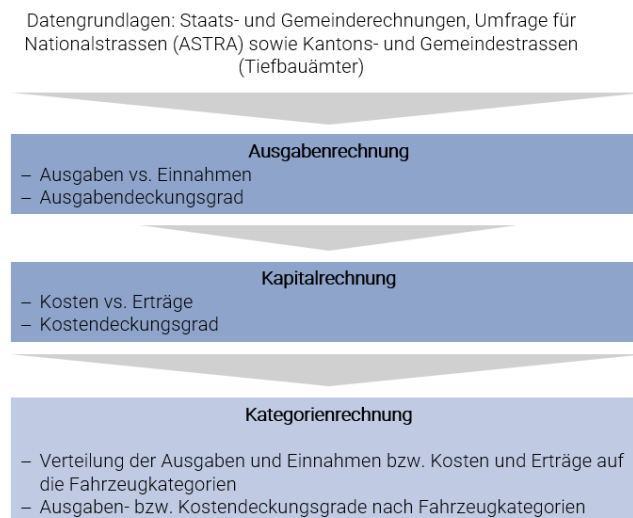 Datengrundlagen: Staats- und Gemeinderechnungen, Umfrage für
Nationalstrassen (ASTRA) sowie Kantons- und Gemeindestrassen
(Tiefbauämter)
Ausgabenrechnung
– Ausgaben vs. Einnahmen
– Ausgabendeckungsgrad
Kapitalrechnung
– Kosten vs. Erträge
– Kostendeckungsgrad
Kategorienrechnung
– Verteilung der Ausgaben und Einnahmen bzw. Kosten und Erträge auf
die Fahrzeugkategorien
– Ausgaben- bzw. Kostendeckungsgrade nach Fahrzeugkategorien